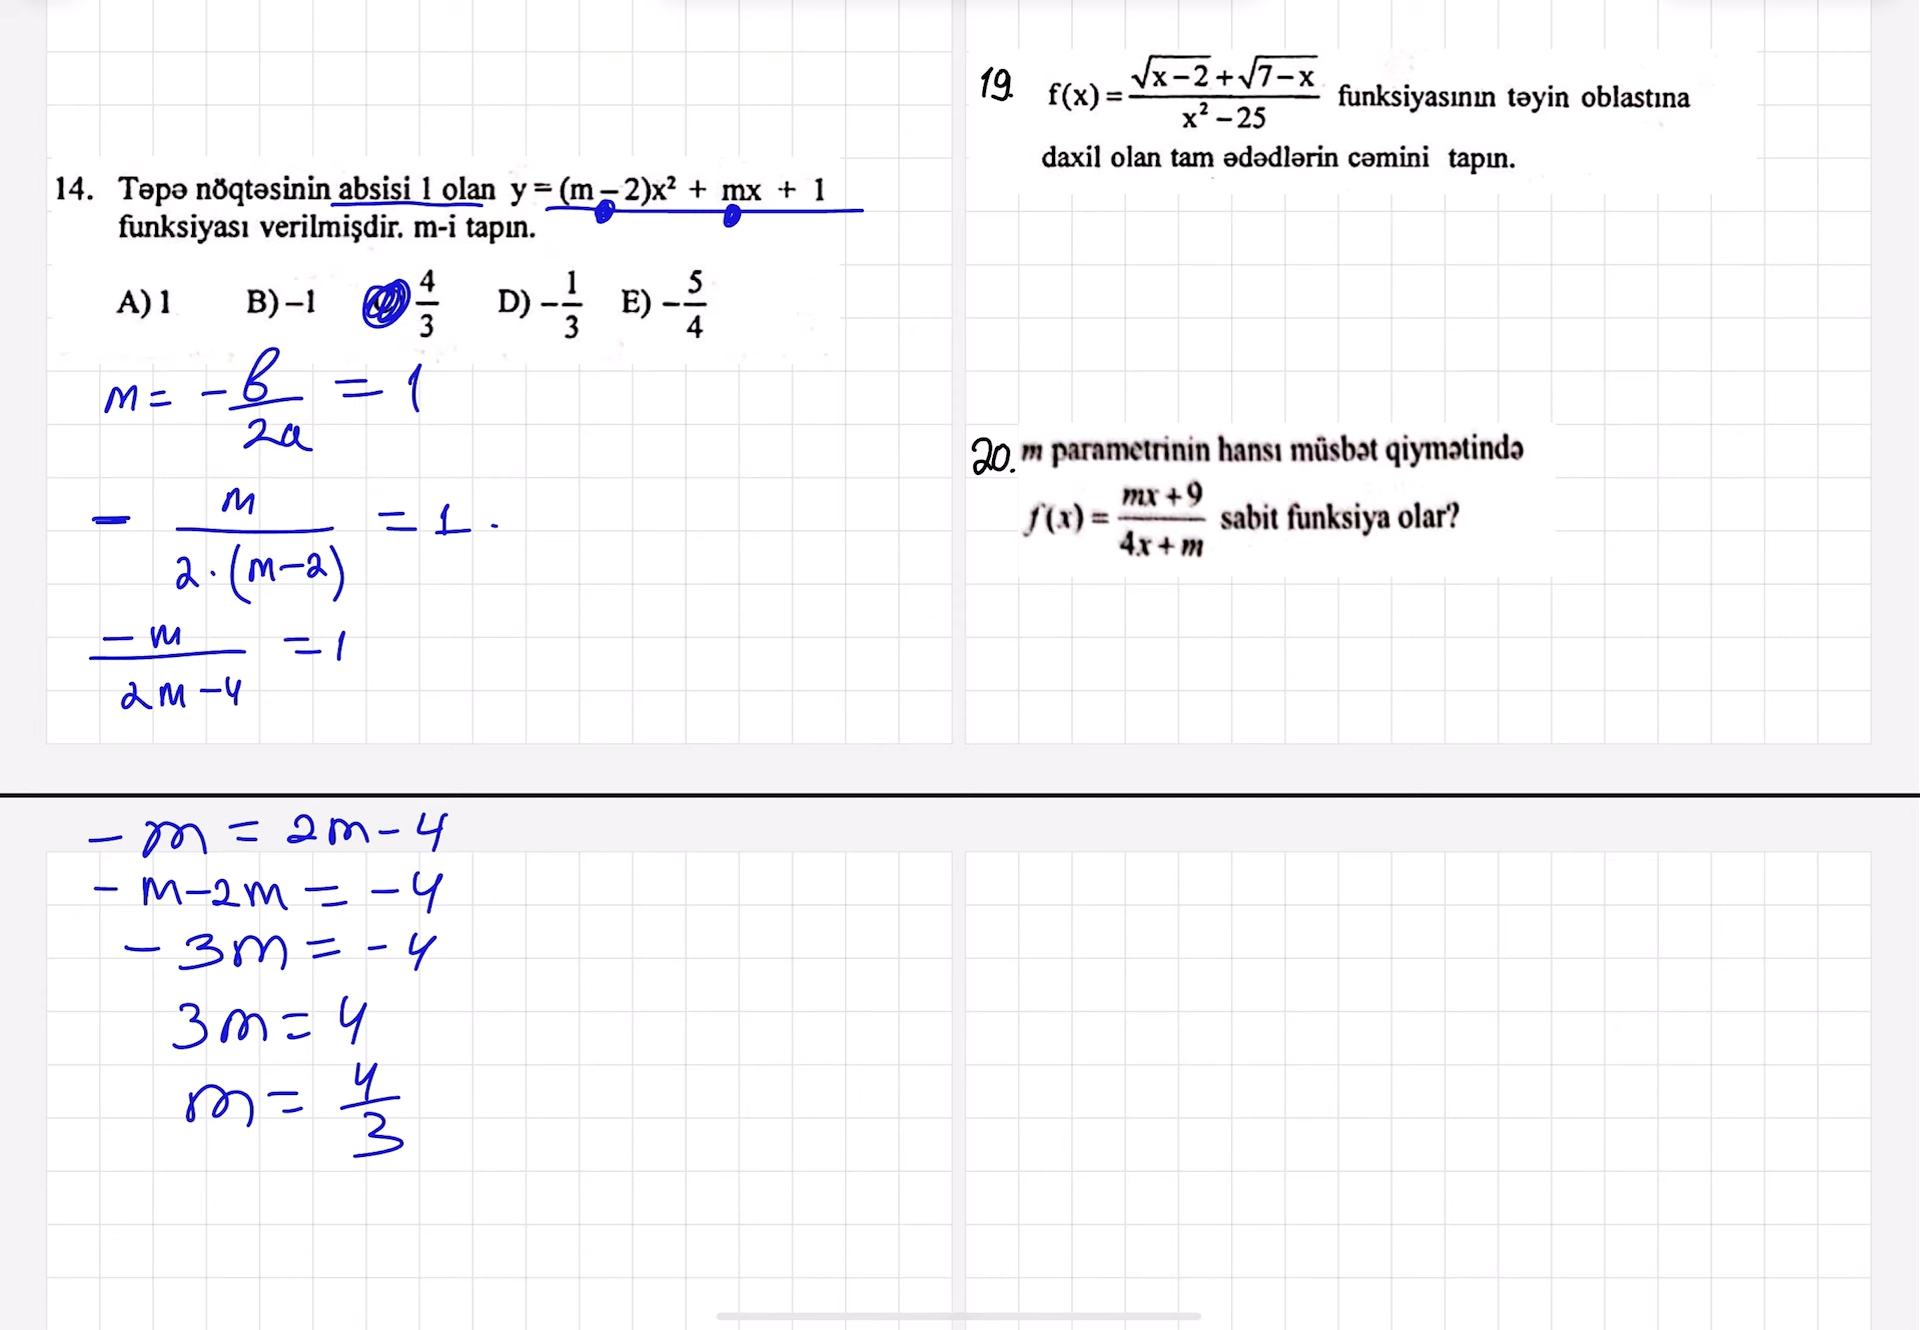 14. Təpə nöqtəsinin absisi 1 olan y = (m – 2)x² + mx + 1
funksiyası verilmişdir. m-i tapın.
A) 1 B) –1 4/3 D) –1/3 E) –5/4
m = – b/2a = 1
– m/2·(m–2) = 1.
–m/2m–4 = 1
– m = 2m – 4
– m – 2m = – 4
– 3m = – 4
3m = 4
m = 4/3
19. f(x) = √x–2 + √7–x / x² – 25 funksiyasının təyin oblastına
daxil olan tam ədədlərin cəmini tapın.
20. m parametrinin hansı müsbət qiymətində
f(x) = mx + 9 / 4x + m sabit funksiya olar?